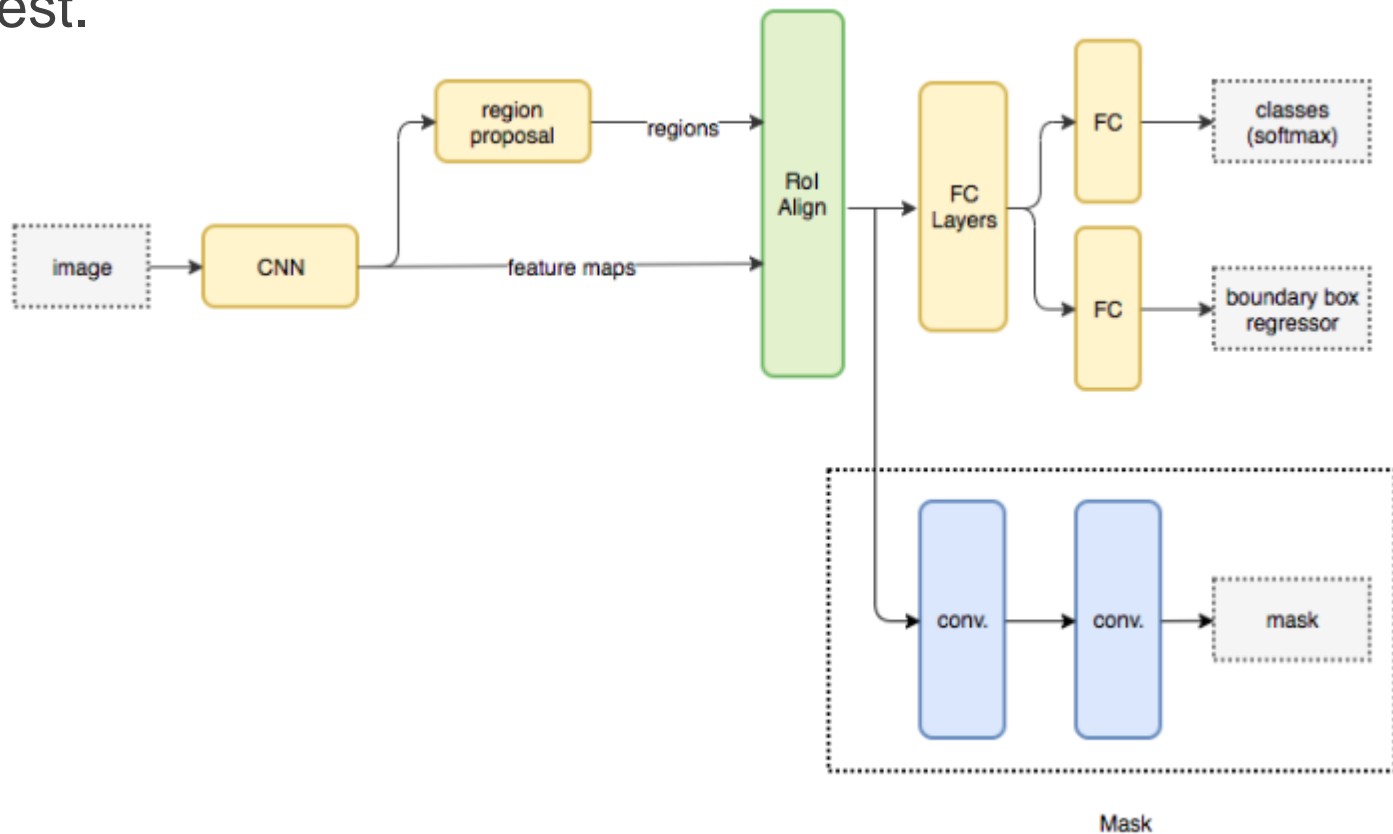 est.
region
proposal
regions
image
CNN
feature maps
RoI
Align
FC
Layers
FC
classes
(softmax)
FC
boundary box
regressor
conv.
conv.
mask
Mask